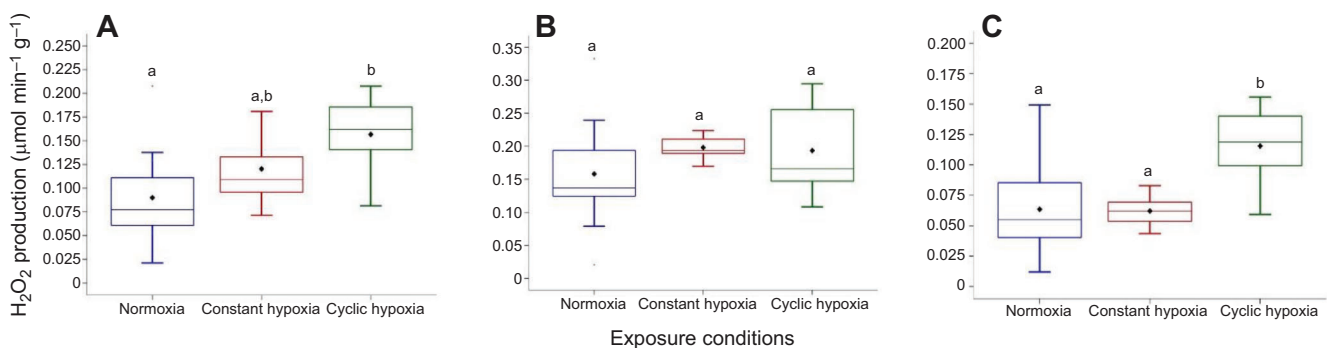 H₂O₂ production (μmol min⁻¹ g⁻¹)
A
0.250
0.225
0.200
0.175
0.150
0.125
0.100
0.075
0.050
0.025
0
a
a,b
b
Normoxia Constant hypoxia Cyclic hypoxia
B
0.35
0.30
0.25
0.20
0.15
0.10
0.05
0
a
a
a
Normoxia Constant hypoxia Cyclic hypoxia
C
0.200
0.175
0.150
0.125
0.100
0.075
0.050
0.025
0
a
a
b
Normoxia Constant hypoxia Cyclic hypoxia
Exposure conditions